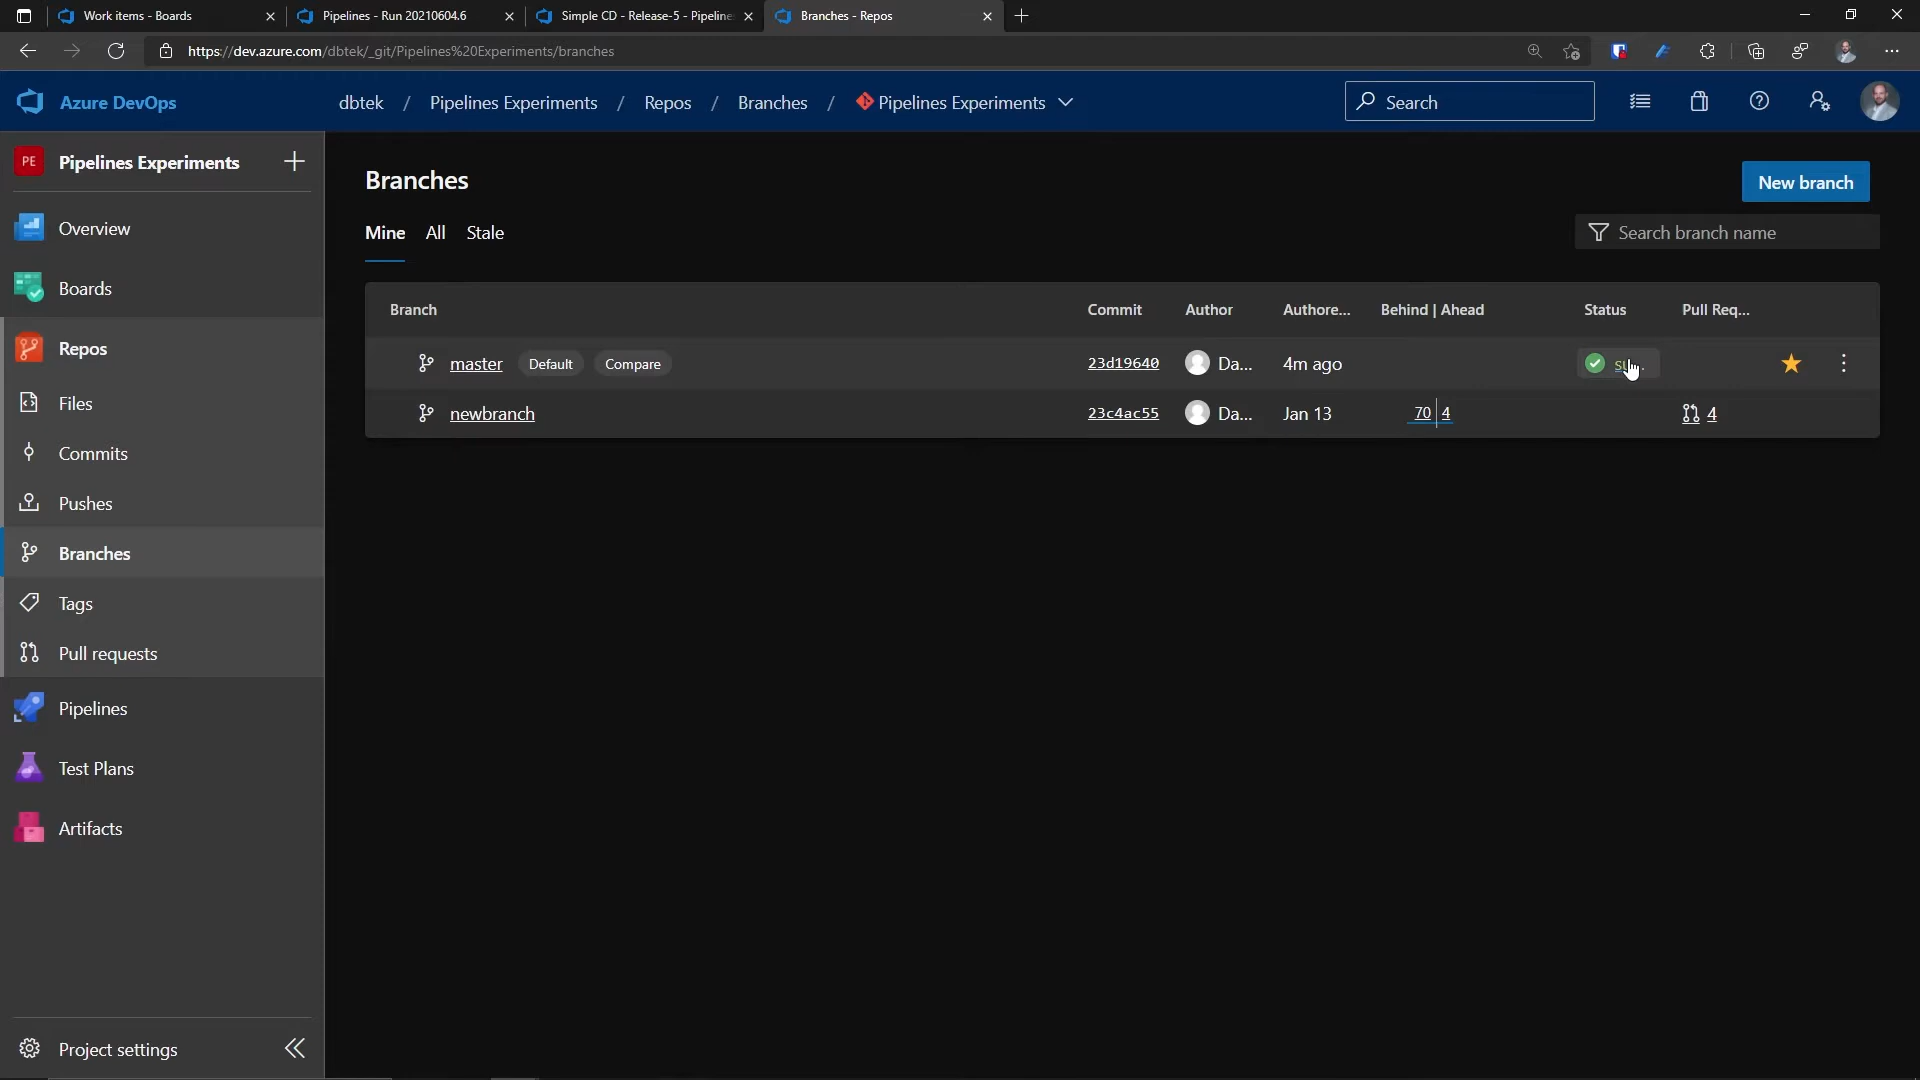 Work items - Boards
Pipelines - Run 20210604.6
Simple CD - Release-5 - Pipeline
Branches - Repos
https://dev.azure.com/dbtek/_git/Pipelines%20Experiments/branches
Azure DevOps
dbtek / Pipelines Experiments / Repos / Branches / Pipelines Experiments
Search
PE Pipelines Experiments
Overview
Boards
Repos
Files
Commits
Pushes
Branches
Tags
Pull requests
Pipelines
Test Plans
Artifacts
Project settings
Branches
New branch
Mine All Stale
Search branch name
Branch Commit Author Authore... Behind | Ahead Status Pull Req...
master Default Compare 23d19640 Da... 4m ago
newbranch 23c4ac55 Da... Jan 13 70 4 4